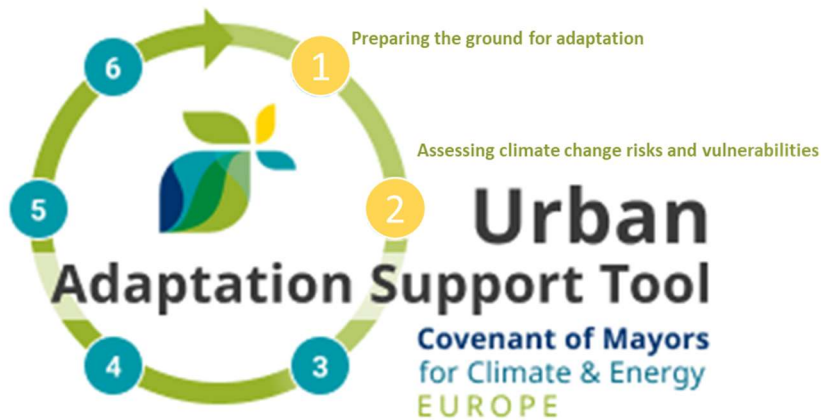 6
1
Preparing the ground for adaptation
Assessing climate change risks and vulnerabilities
5
2
Urban
Adaptation Support Tool
Covenant of Mayors
for Climate & Energy
EUROPE
4
3